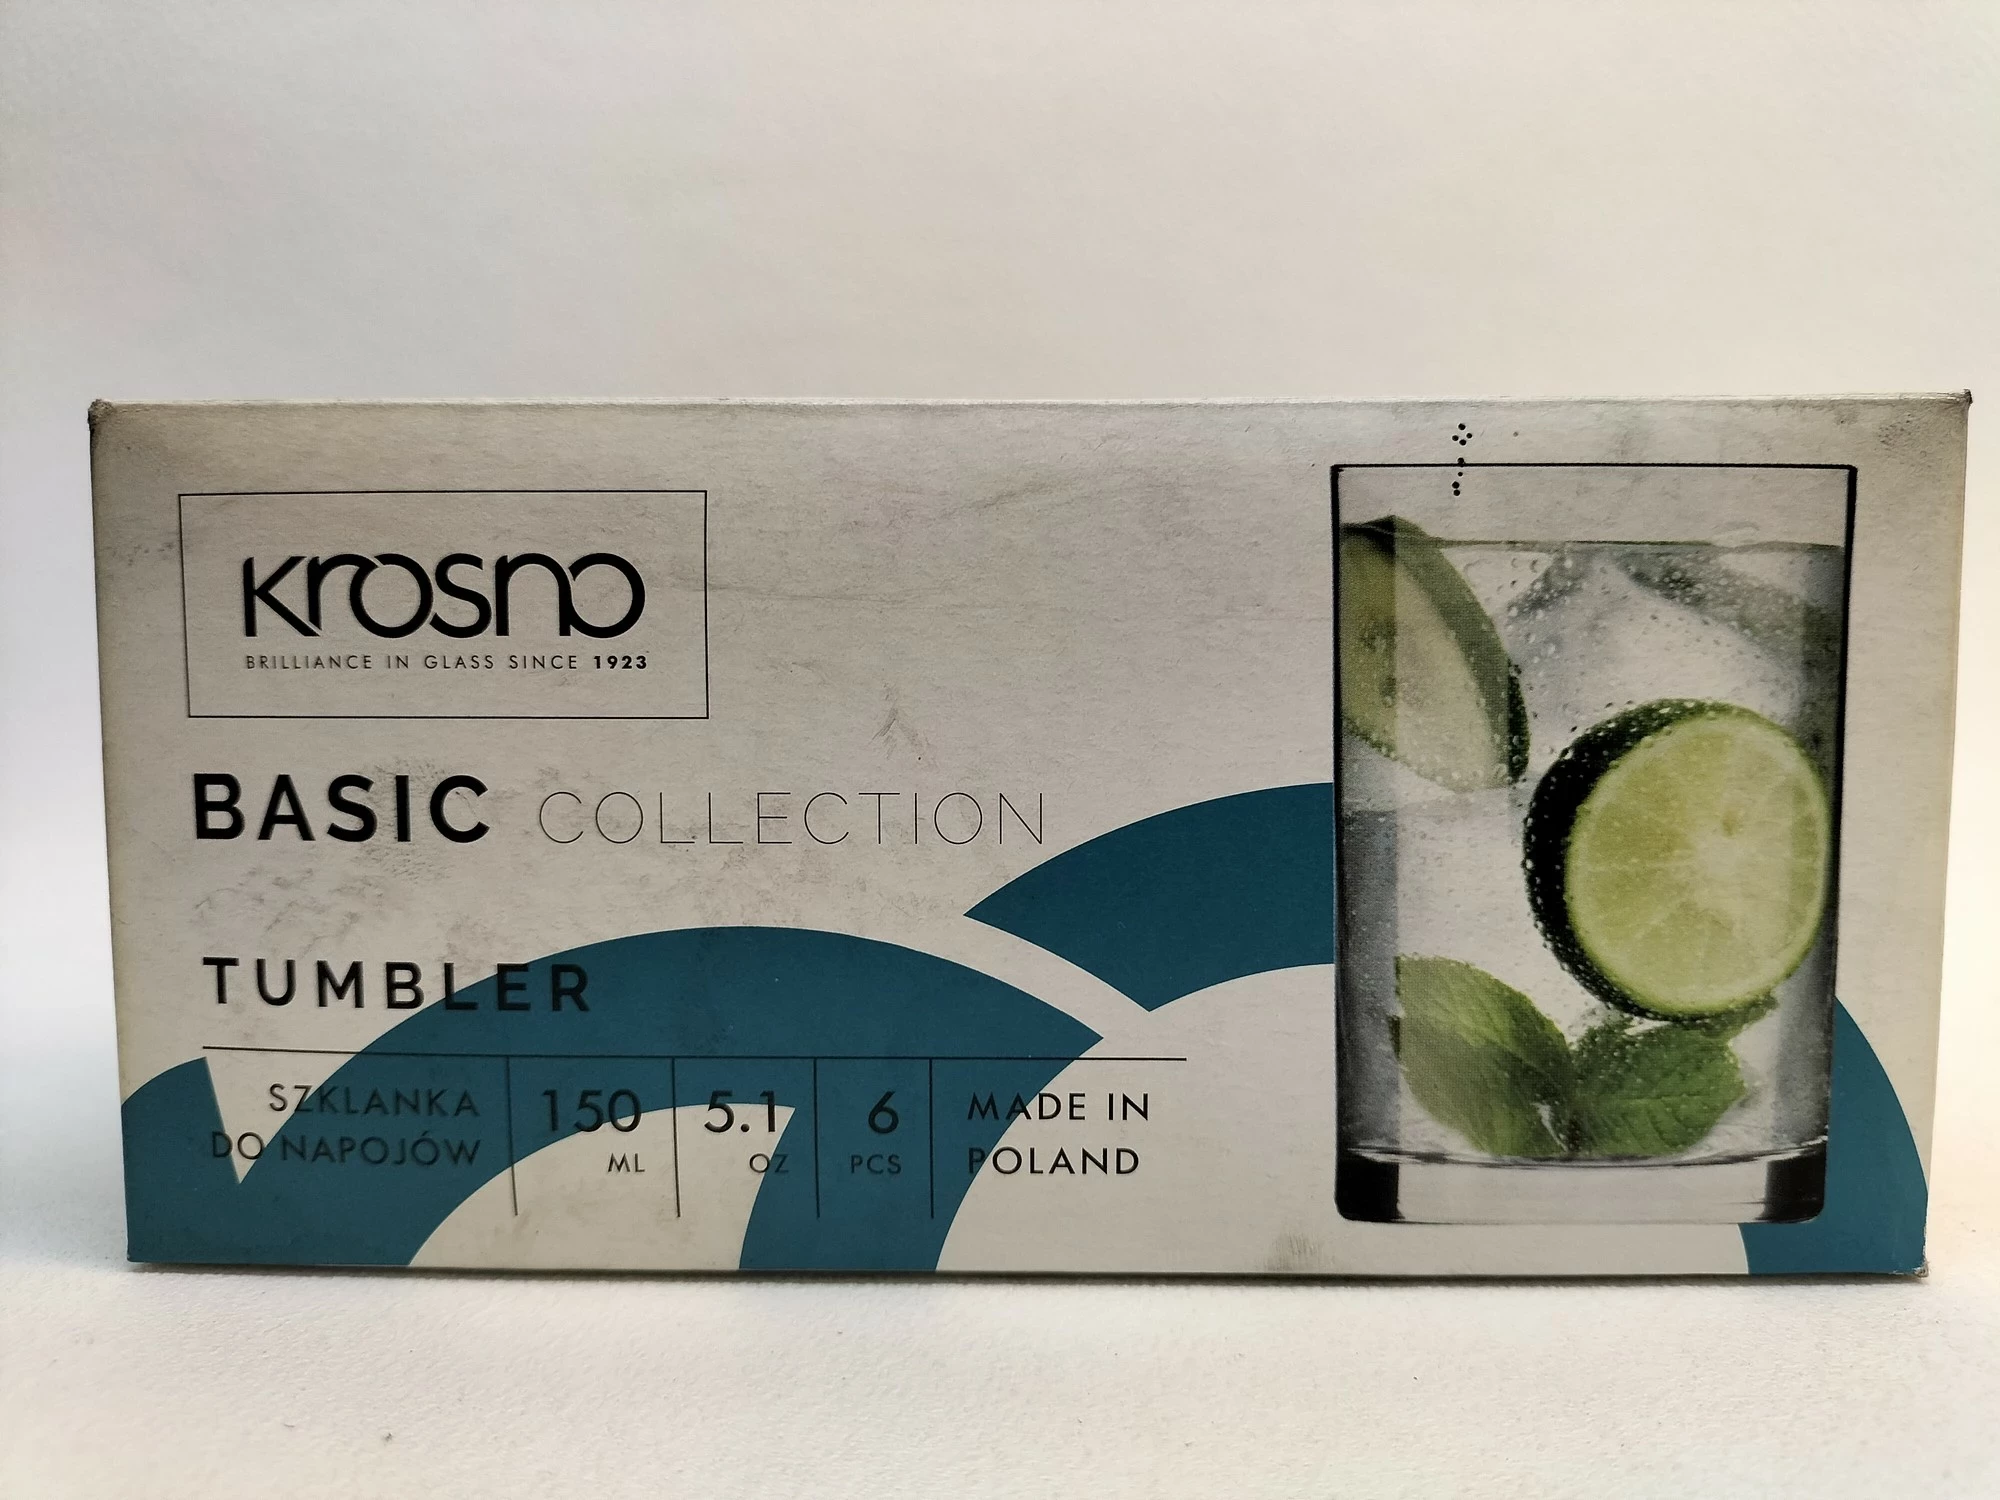 krosno
BRILLIANCE IN GLASS SINCE 1923
BASIC COLLECTION
TUMBLER
SZKLANKA
DO NAPOJÓW
150
ML
5.1
OZ
6
PCS
MADE IN
POLAND